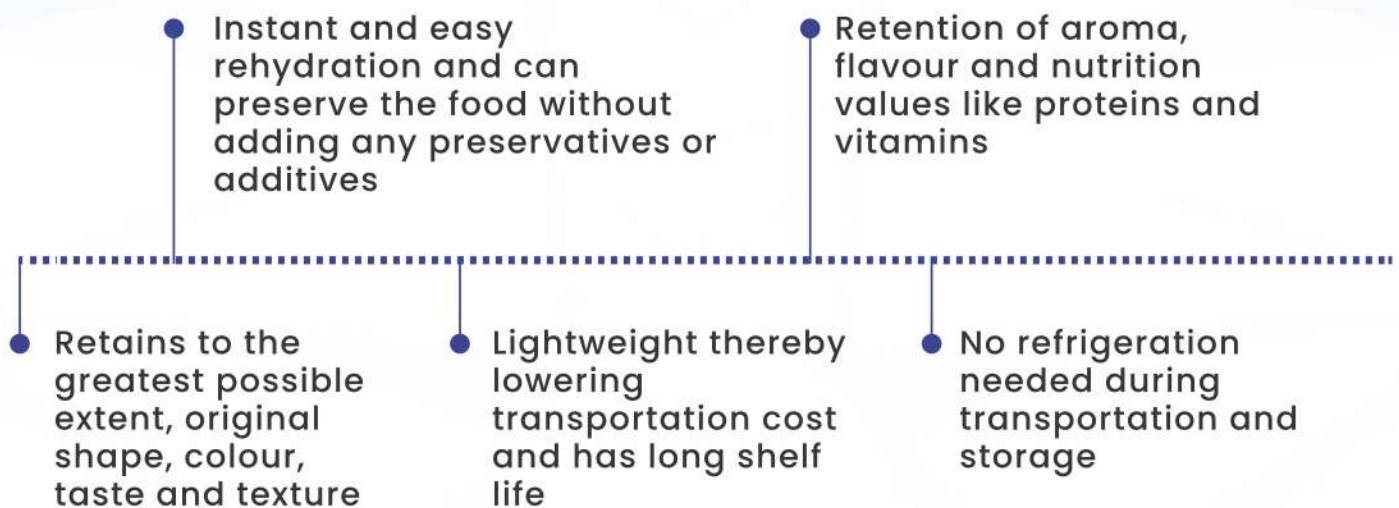 Instant and easy
rehydration and can
preserve the food without
adding any preservatives or
additives
Retention of aroma,
flavour and nutrition
values like proteins and
vitamins
Retains to the
greatest possible
extent, original
shape, colour,
taste and texture
Lightweight thereby
lowering
transportation cost
and has long shelf
life
No refrigeration
needed during
transportation and
storage